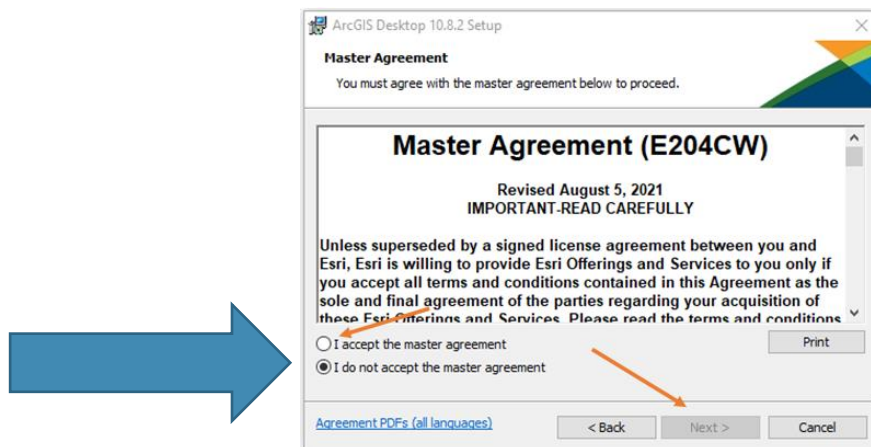 ArcGIS Desktop 10.8.2 Setup
Master Agreement
You must agree with the master agreement below to proceed.
Master Agreement (E204CW)
Revised August 5, 2021
IMPORTANT-READ CAREFULLY
Unless superseded by a signed license agreement between you and
Esri, Esri is willing to provide Esri Offerings and Services to you only if
you accept all terms and conditions contained in this Agreement as the
sole and final agreement of the parties regarding your acquisition of
these Esri Offerings and Services. Please read the terms and conditions
I accept the master agreement
Print
I do not accept the master agreement
Agreement PDFs (all languages)
< Back
Next >
Cancel